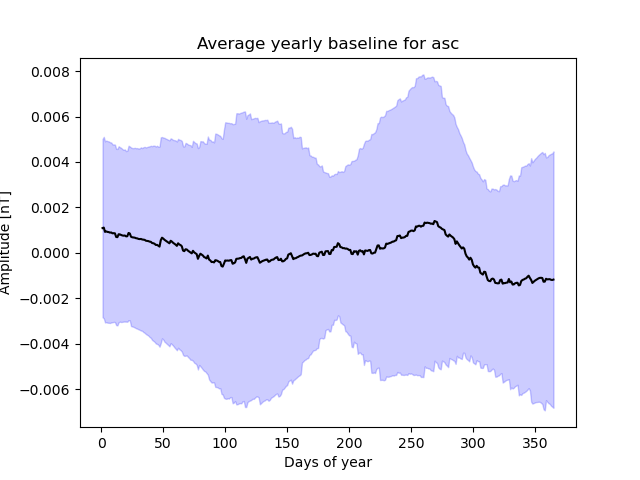 Average yearly baseline for asc
0.008
0.006
0.004
0.002
0.000
−0.002
−0.004
−0.006
Amplitude [nT]
0 50 100 150 200 250 300 350
Days of year